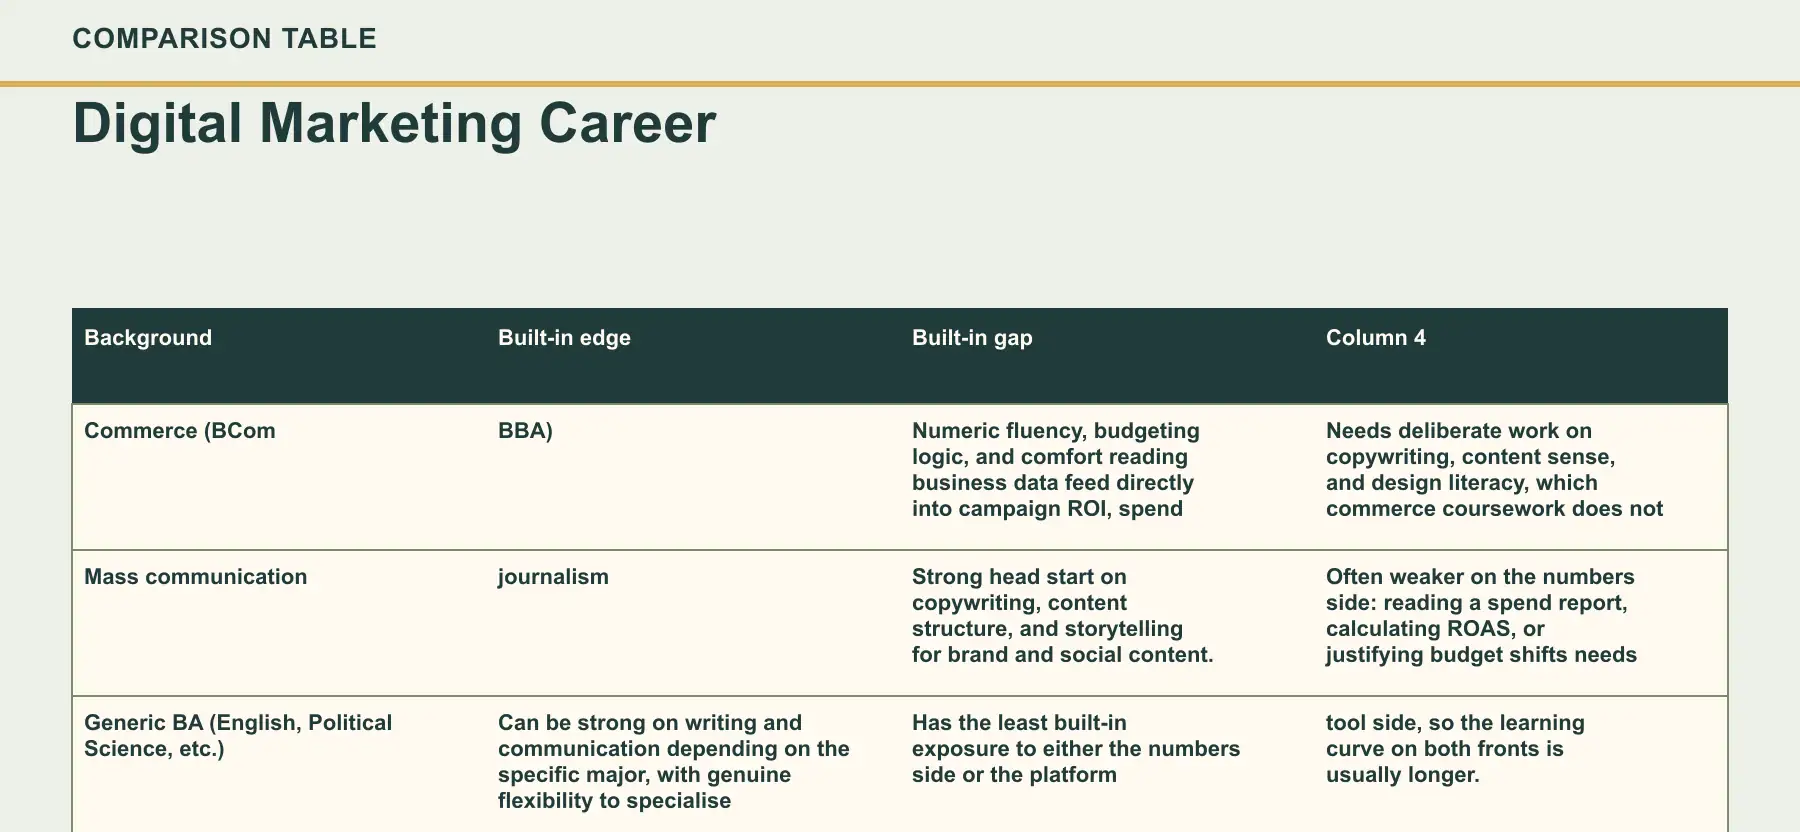 COMPARISON TABLE
Digital Marketing Career
Background
Built-in edge
Built-in gap
Column 4
Commerce (BCom
BBA)
Numeric fluency, budgeting
logic, and comfort reading
business data feed directly
into campaign ROI, spend
Needs deliberate work on
copywriting, content sense,
and design literacy, which
commerce coursework does not
Mass communication
journalism
Strong head start on
copywriting, content
structure, and storytelling
for brand and social content.
Often weaker on the numbers
side: reading a spend report,
calculating ROAS, or
justifying budget shifts needs
Generic BA (English, Political
Science, etc.)
Can be strong on writing and
communication depending on the
specific major, with genuine
flexibility to specialise
Has the least built-in
exposure to either the numbers
side or the platform
tool side, so the learning
curve on both fronts is
usually longer.